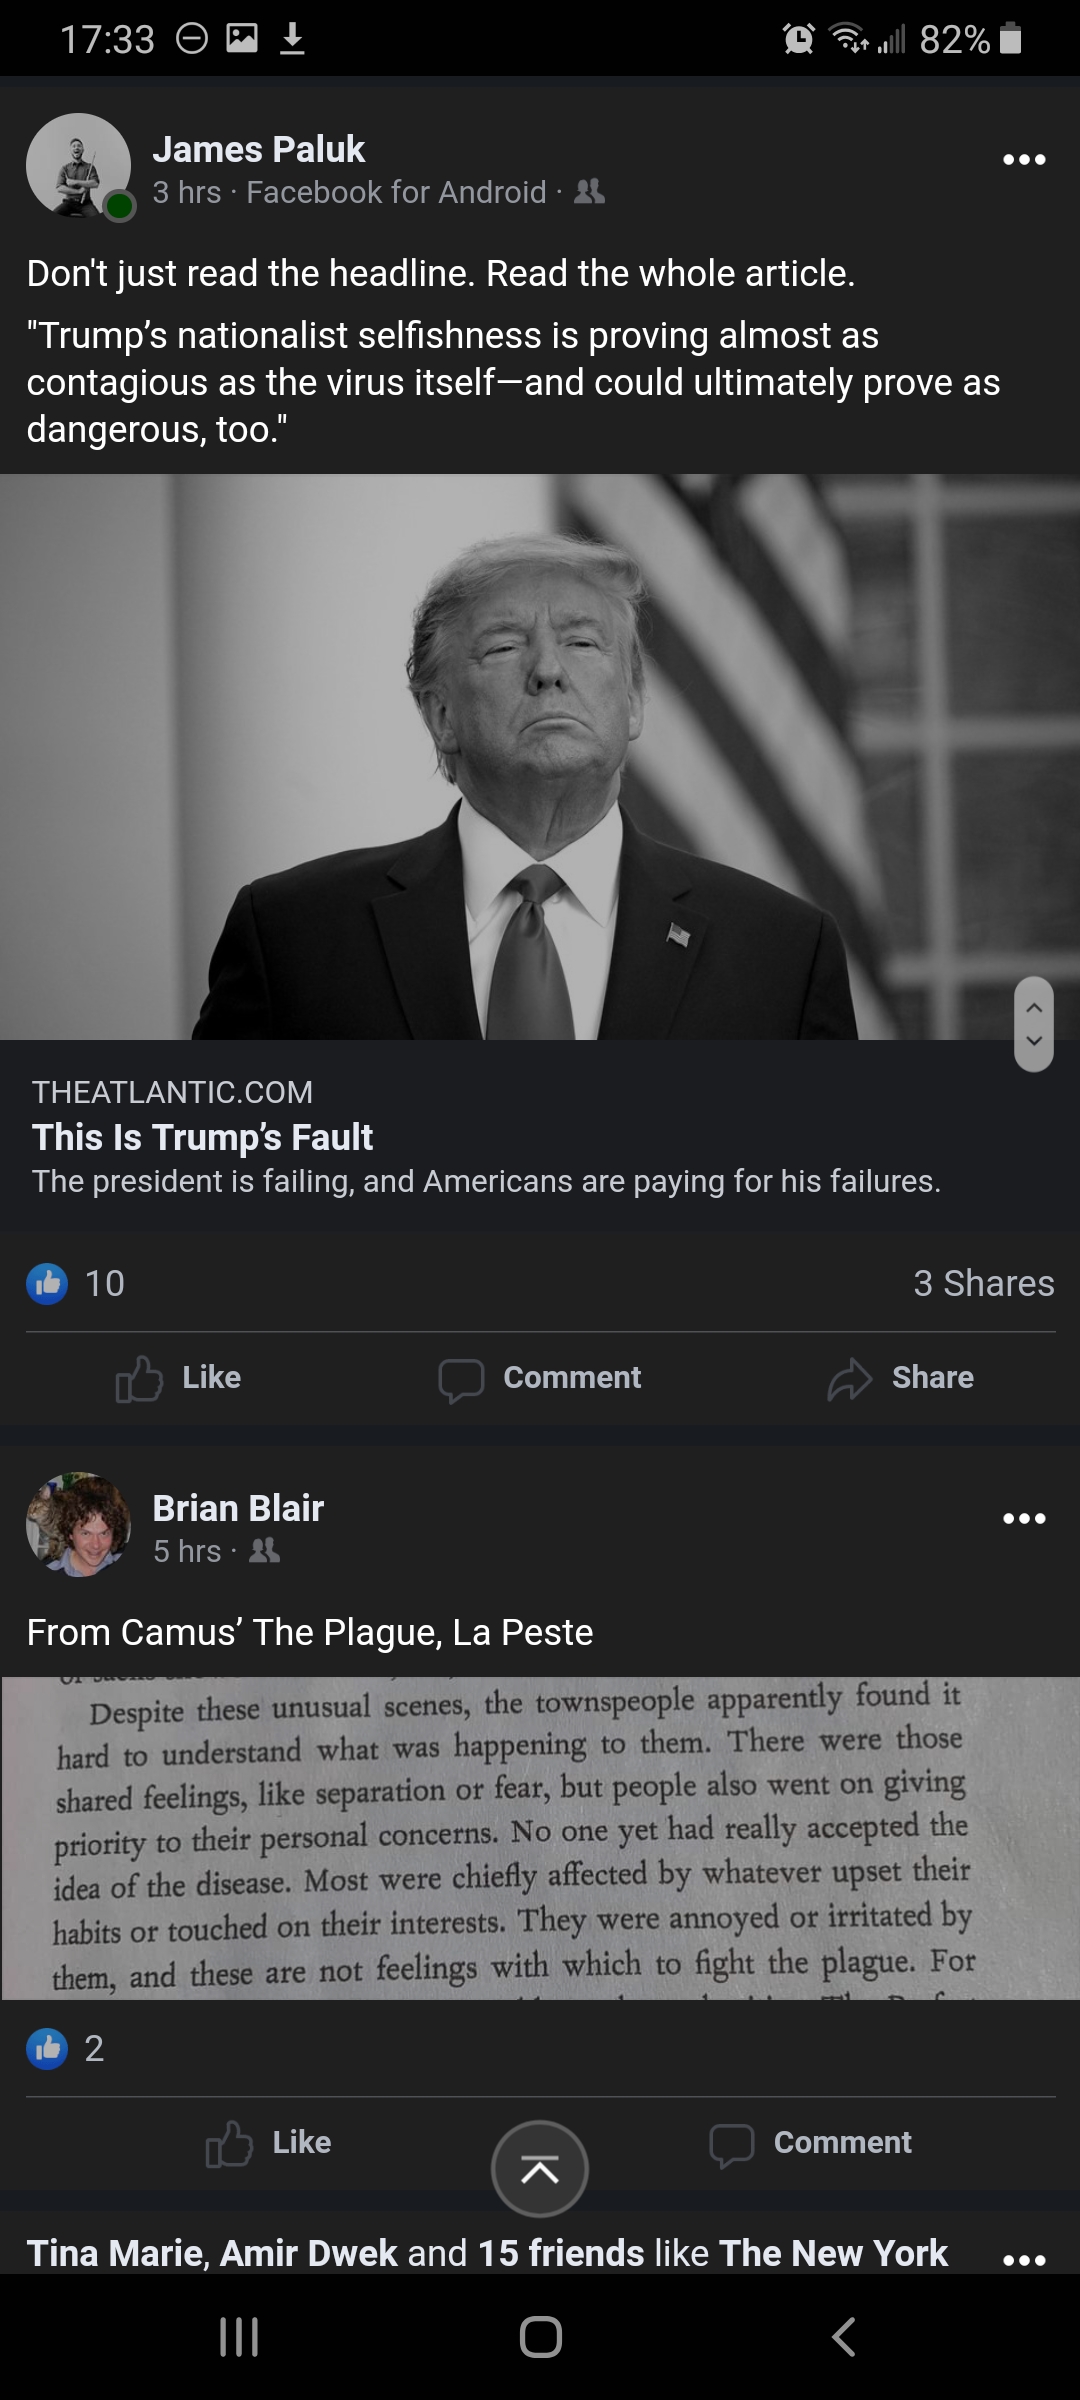 17:33
82%
James Paluk
3 hrs · Facebook for Android ·
Don't just read the headline. Read the whole article.
"Trump’s nationalist selfishness is proving almost as
contagious as the virus itself—and could ultimately prove as
dangerous, too."
THEATLANTIC.COM
This Is Trump’s Fault
The president is failing, and Americans are paying for his failures.
10
3 Shares
Like
Comment
Share
Brian Blair
5 hrs ·
From Camus’ The Plague, La Peste
Despite these unusual scenes, the townspeople apparently found it
hard to understand what was happening to them. There were those
shared feelings, like separation or fear, but people also went on giving
priority to their personal concerns. No one yet had really accepted the
idea of the disease. Most were chiefly affected by whatever upset their
habits or touched on their interests. They were annoyed or irritated by
them, and these are not feelings with which to fight the plague. For
2
Like
Comment
Tina Marie, Amir Dwek and 15 friends like The New York